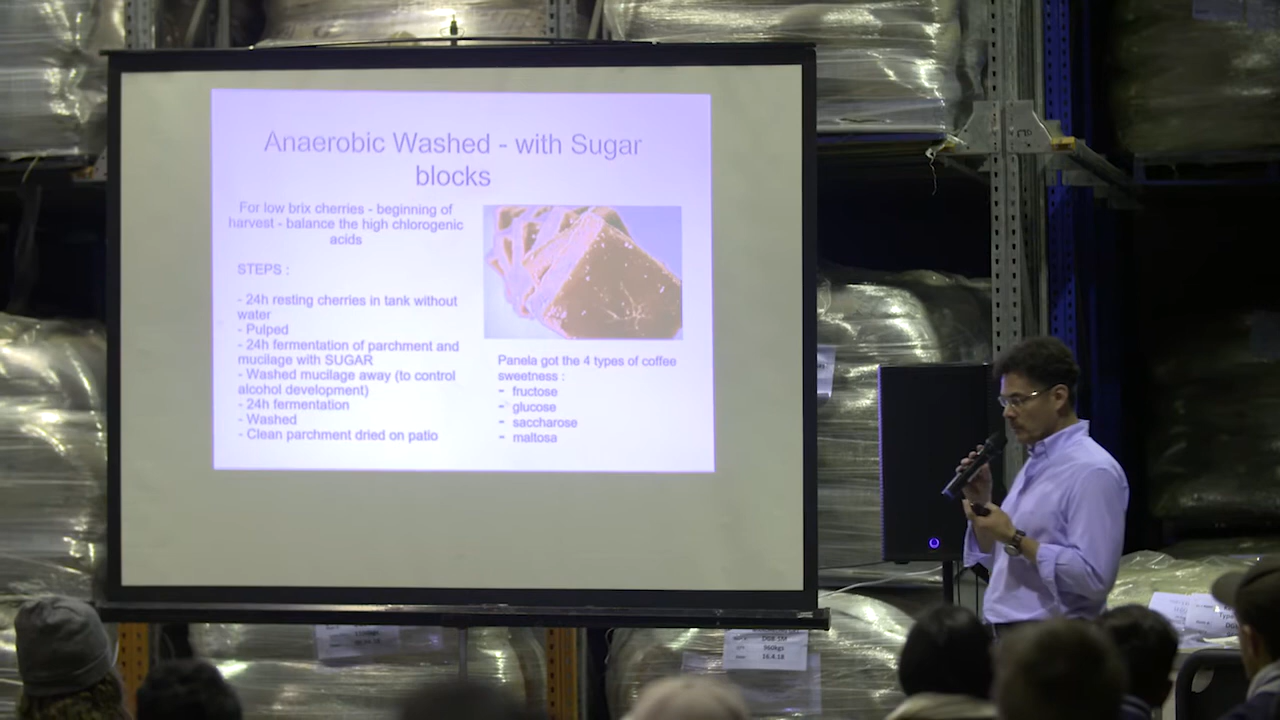 Anaerobic Washed - with Sugar
blocks
For low brix cherries - beginning of
harvest - balance the high chlorogenic
acids
STEPS :
- 24h resting cherries in tank without
water
- Pulped
- 24h fermentation of parchment and
mucilage with SUGAR
- Washed mucilage away (to control
alcohol development)
- 24h fermentation
- Washed
- Clean parchment dried on patio
Panela got the 4 types of coffee
sweetness :
- fructose
- glucose
- saccharose
- maltosa
16.4.18